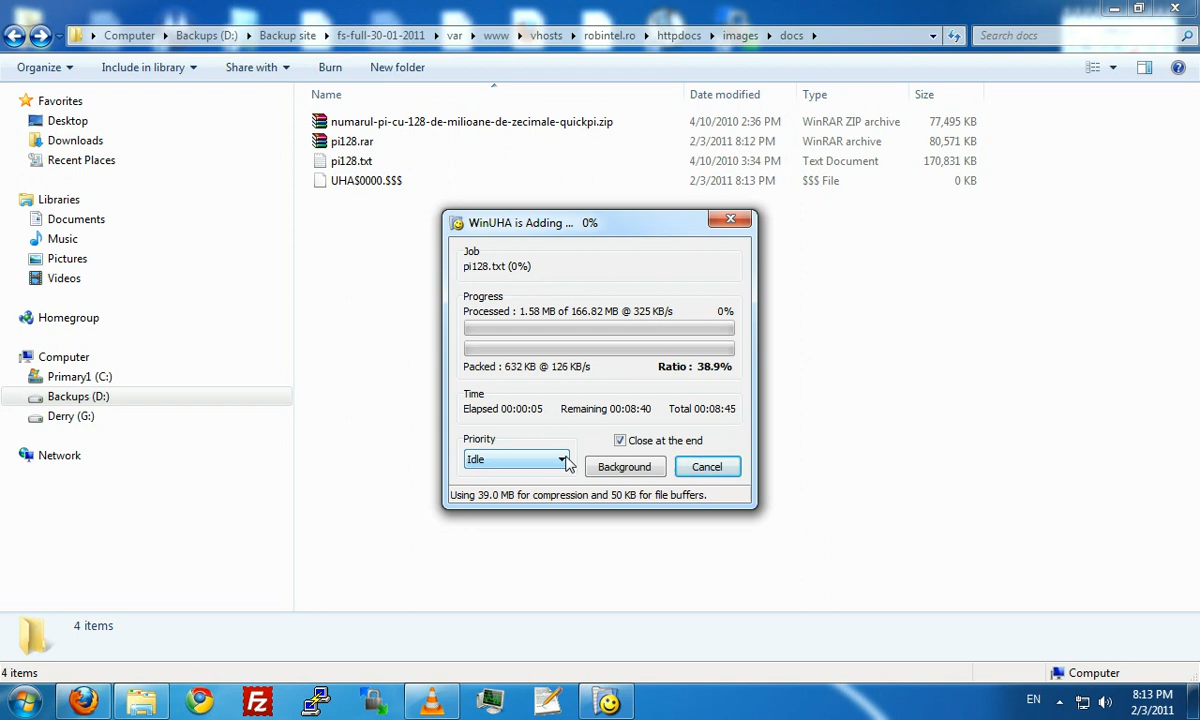 Computer Backups (D:) Backup site fs-full-30-01-2011 var www vhosts robintel.ro httpdocs images docs Search docs
Organize Include in library Share with Burn New folder
Favorites
Desktop
Downloads
Recent Places
Libraries
Documents
Music
Pictures
Videos
Homegroup
Computer
Primary1 (C:)
Backups (D:)
Derry (G:)
Network
Name Date modified Type Size
numarul-pi-cu-128-de-milioane-de-zecimale-quickpi.zip 4/10/2010 2:36 PM WinRAR ZIP archive 77,495 KB
pi128.rar 2/3/2011 8:12 PM WinRAR archive 80,571 KB
pi128.txt 4/10/2010 3:34 PM Text Document 170,831 KB
UHA$0000.$$$ 2/3/2011 8:13 PM $$$ File 0 KB
WinUHA is Adding ... 0%
Job
pi128.txt (0%)
Progress
Processed : 1.58 MB of 166.82 MB @ 325 KB/s 0%
Packed : 632 KB @ 126 KB/s Ratio : 38.9%
Time
Elapsed 00:00:05 Remaining 00:08:40 Total 00:08:45
Priority
Close at the end
Idle
Background Cancel
Using 39.0 MB for compression and 50 KB for file buffers.
4 items
4 items Computer
EN 8:13 PM
2/3/2011